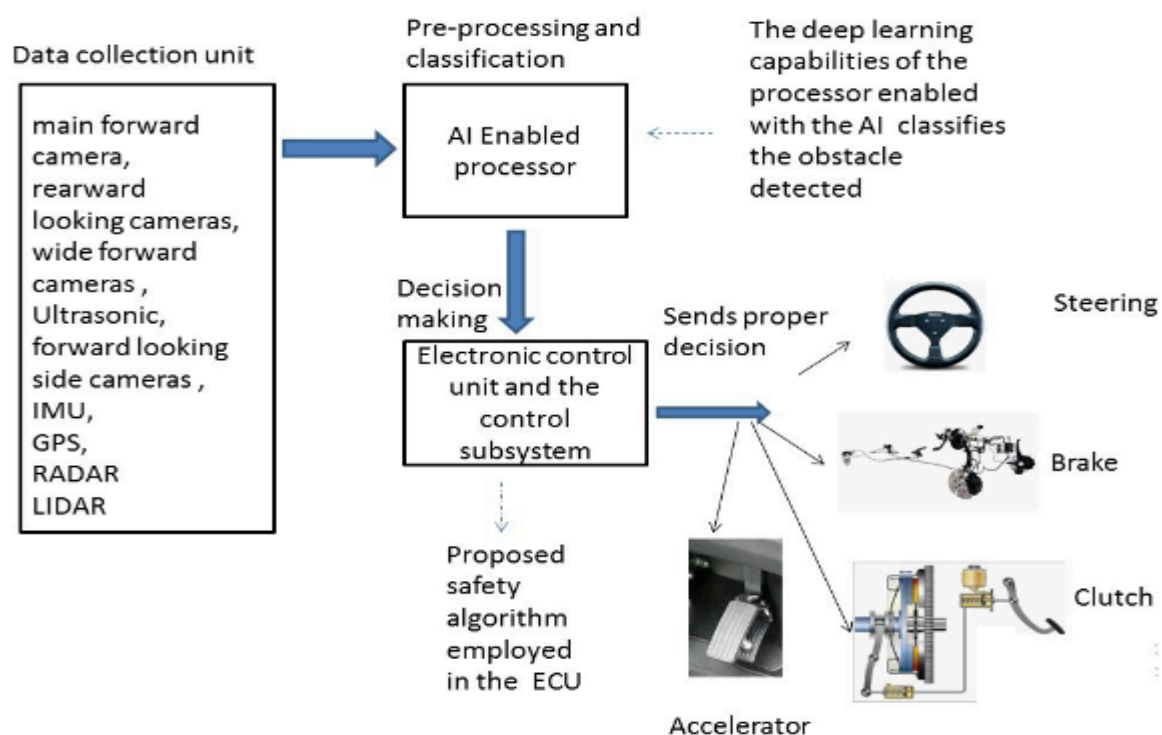 Data collection unit
main forward
camera,
rearward
looking cameras,
wide forward
cameras ,
Ultrasonic,
forward looking
side cameras ,
IMU,
GPS,
RADAR
LIDAR
Pre-processing and
classification
AI Enabled
processor
The deep learning
capabilities of the
processor enabled
with the AI classifies
the obstacle
detected
Decision
making
Electronic control
unit and the
control
subsystem
Sends proper
decision
Steering
Brake
Clutch
Accelerator
Proposed
safety
algorithm
employed
in the ECU